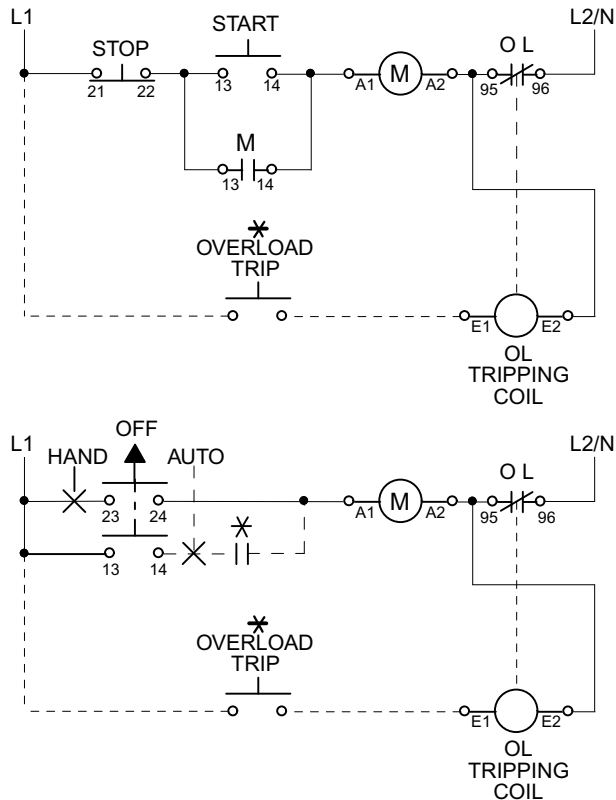 L1
L2/N
STOP
START
O L
M
21
22
13
14
A1
A2
95
96
M
13
14
OVERLOAD
TRIP
E1
E2
OL
TRIPPING
COIL
L1
OFF
L2/N
HAND
AUTO
O L
M
23
24
A1
A2
95
96
13
14
OVERLOAD
TRIP
E1
E2
OL
TRIPPING
COIL